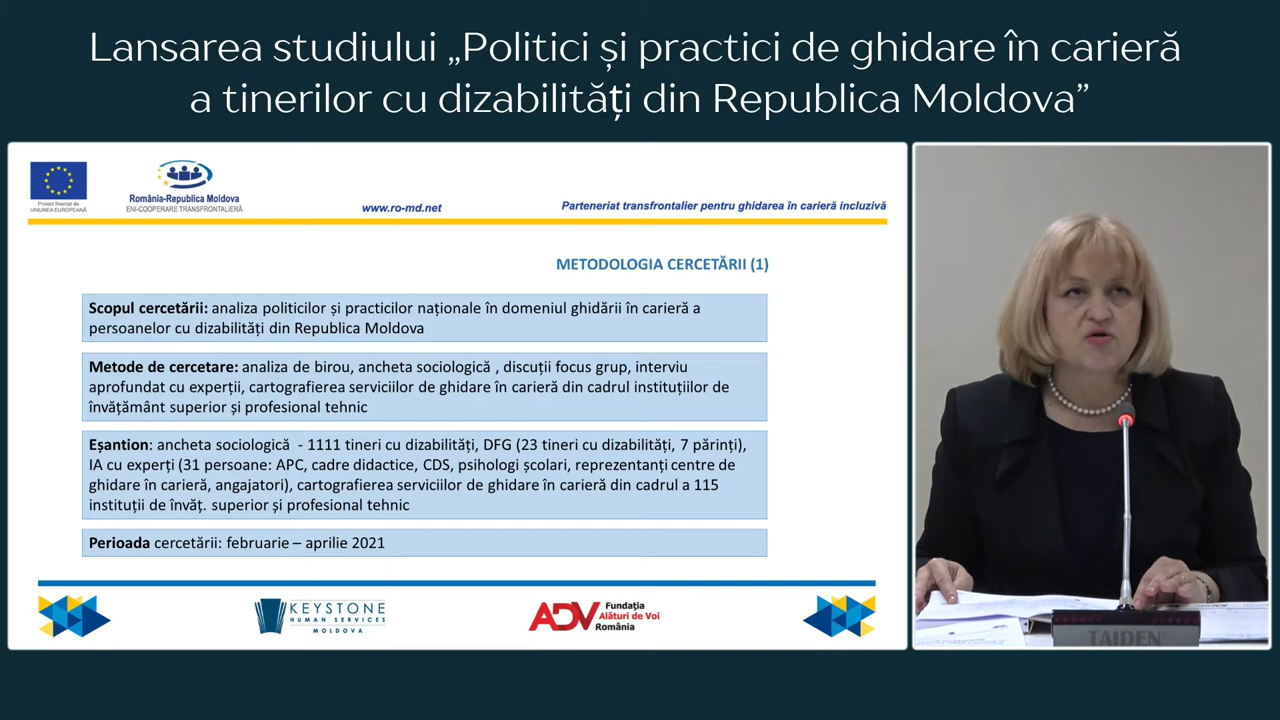 Lansarea studiului „Politici și practici de ghidare în carieră
a tinerilor cu dizabilități din Republica Moldova”
Proiect finanțat de
UNIUNEA EUROPEANĂ
România-Republica Moldova
ENI-COOPERARE TRANSFRONTALIERĂ
www.ro-md.net
Parteneriat transfrontalier pentru ghidarea în carieră incluzivă
METODOLOGIA CERCETĂRII (1)
Scopul cercetării: analiza politicilor și practicilor naționale în domeniul ghidării în carieră a
persoanelor cu dizabilități din Republica Moldova
Metode de cercetare: analiza de birou, ancheta sociologică , discuții focus grup, interviu
aprofundat cu experții, cartografierea serviciilor de ghidare în carieră din cadrul instituțiilor de
învățământ superior și profesional tehnic
Eșantion: ancheta sociologică - 1111 tineri cu dizabilități, DFG (23 tineri cu dizabilități, 7 părinți),
IA cu experți (31 persoane: APC, cadre didactice, CDS, psihologi școlari, reprezentanți centre de
ghidare în carieră, angajatori), cartografierea serviciilor de ghidare în carieră din cadrul a 115
instituții de învăț. superior și profesional tehnic
Perioada cercetării: februarie – aprilie 2021
KEYSTONE
HUMAN SERVICES
MOLDOVA
ADV Fundația
Alături de Voi
România
TAIDEN